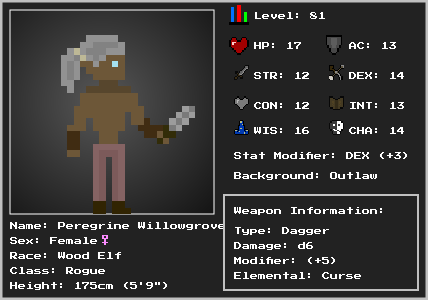 Level: 81
HP: 17
AC: 13
STR: 12
DEX: 14
CON: 12
INT: 13
WIS: 16
CHA: 14
Stat Modifier: DEX (+3)
Background: Outlaw
Name: Peregrine Willowgrove
Sex: Female♀
Race: Wood Elf
Class: Rogue
Height: 175cm (5'9")
Weapon Information:
Type: Dagger
Damage: d6
Modifier: (+5)
Elemental: Curse